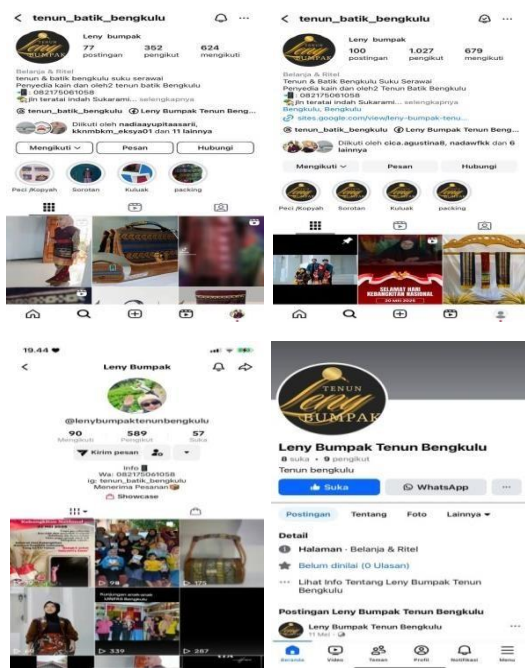 tenun_batik_bengkulu
Leny bumpak
77 352 624
postingan pengikut mengikuti
Belanja & Ritel
tenun & batik bengkulu suku serawai
Penyedia kain dan oleh2 tenun batik Bengkulu
: 082175061058
jln teratai indah Sukarami... selengkapnya
@ tenun_batik_bengkulu Leny Bumpak Tenun Beng...
Diikuti oleh nadiaayupitaasarii,
kknmbkm_eksya01 dan 11 lainnya
Mengikuti Pesan Hubungi
Peci /Kopyah Sorotan Kuluak packing
tenun_batik_bengkulu
Leny bumpak
100 1.027 679
postingan pengikut mengikuti
Belanja & Ritel
Tenun & Batik Bengkulu Suku Serawai
Penyedia kain dan oleh2 Tenun Batik Bengkulu
: 082175061058
jln teratai indah Sukarami... selengkapnya
Bengkulu, Bengkulu
sites.google.com/view/leny-bumpak-tenu...
@ tenun_batik_bengkulu Leny Bumpak Tenun Beng...
Diikuti oleh cica.agustina8, nadawfkk dan 6
lainnya
Mengikuti Pesan Hubungi
Peci /Kopyah Sorotan Kuluak packing
SELAMAT HARI
KEBANGKITAN NASIONAL
20 MEI 2025
19.44
Leny Bumpak
@lenybumpaktenunbengkulu
90 589 57
Mengikuti Pengikut Suka
Kirim pesan
Info
Wa: 082175061058
ig: tenun_batik_bengkulu
Menerima Pesanan
Showcase
98 175
339 287
TENUN
Leny
BUMPAK
Leny Bumpak Tenun Bengkulu
8 suka • 9 pengikut
Tenun bengkulu
Suka WhatsApp ...
Postingan Tentang Foto Lainnya
Detail
Halaman · Belanja & Ritel
Belum dinilai (0 Ulasan)
... Lihat Info Tentang Leny Bumpak Tenun
Bengkulu
Postingan Leny Bumpak Tenun Bengkulu
Leny Bumpak Tenun Bengkulu ...
11 Mei
Beranda Video Teman Profil Notifikasi Menu